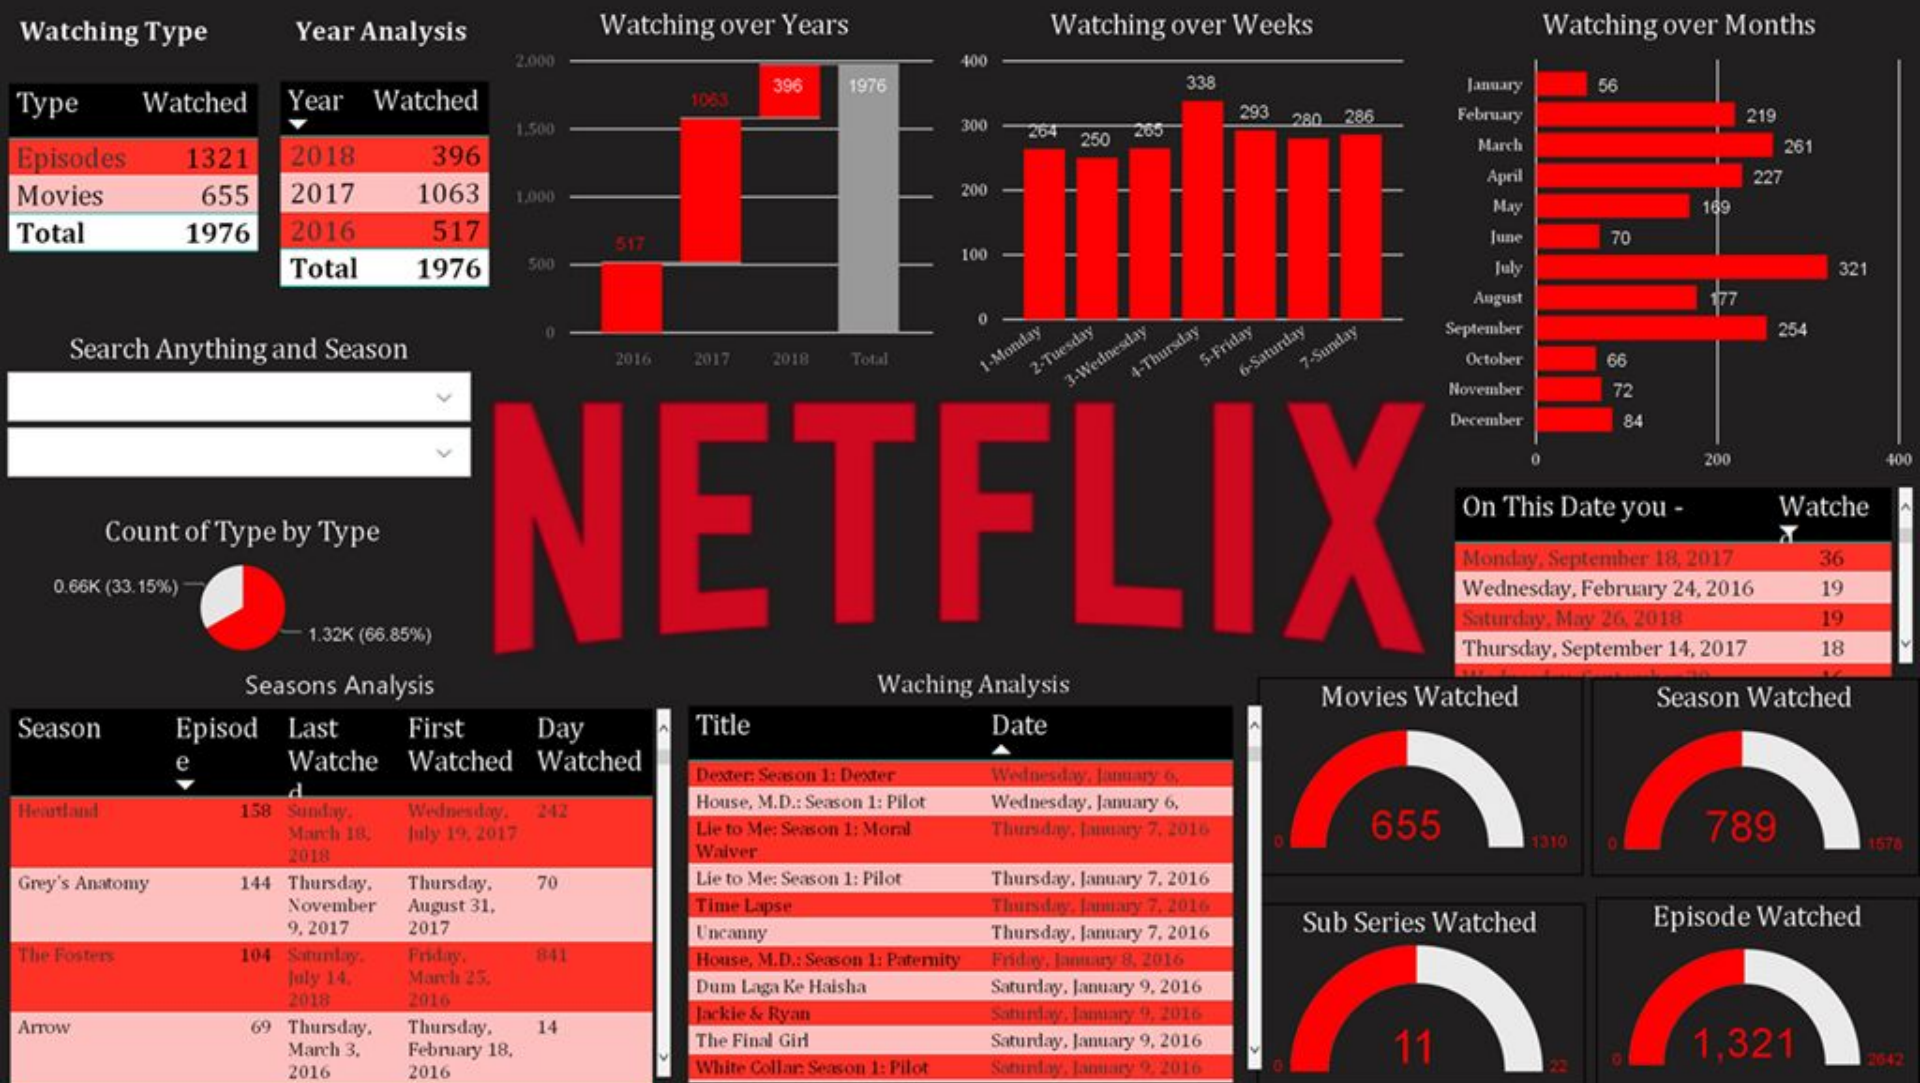 Watching Type
Type Watched
Episodes 1321
Movies 655
Total 1976
Year Analysis
Year Watched
2018 396
2017 1063
2016 517
Total 1976
Watching over Years
2,000
1,500
1,000
500
0
517
1063
396
1976
2016 2017 2018 Total
Watching over Weeks
400
300
200
100
0
264 250 265 338 293 280 286
1-Monday 2-Tuesday 3-Wednesday 4-Thursday 5-Friday 6-Saturday 7-Sunday
Watching over Months
January 56
February 219
March 261
April 227
May 169
June 70
July 321
August 177
September 254
October 66
November 72
December 84
0 200 400
Search Anything and Season
NETFLIX
Count of Type by Type
0.66K (33.15%)
1.32K (66.85%)
On This Date you - Watche
d
Monday, September 18, 2017 36
Wednesday, February 24, 2016 19
Saturday, May 26, 2018 19
Thursday, September 14, 2017 18
Seasons Analysis
Season Episod Last First Day
e Watche Watched Watched
d
Heartland 158 Sunday, Wednesday, 242
March 18, July 19, 2017
2018
Grey's Anatomy 144 Thursday, Thursday, 70
November August 31,
9, 2017 2017
The Fosters 104 Saturday, Friday, 841
July 14, March 25,
2018 2016
Arrow 69 Thursday, Thursday, 14
March 3, February 18,
2016 2016
Waching Analysis
Title Date
Dexter: Season 1: Dexter Wednesday, January 6,
House, M.D.: Season 1: Pilot Wednesday, January 6,
Lie to Me: Season 1: Moral Thursday, January 7, 2016
Waiver
Lie to Me: Season 1: Pilot Thursday, January 7, 2016
Time Lapse Thursday, January 7, 2016
Uncanny Thursday, January 7, 2016
House, M.D.: Season 1: Paternity Friday, January 8, 2016
Dum Laga Ke Haisha Saturday, January 9, 2016
Jackie & Ryan Saturday, January 9, 2016
The Final Girl Saturday, January 9, 2016
White Collar: Season 1: Pilot Saturday, January 9, 2016
Movies Watched
655
0 1310
Season Watched
789
0 1578
Sub Series Watched
11
0 22
Episode Watched
1,321
0 2642